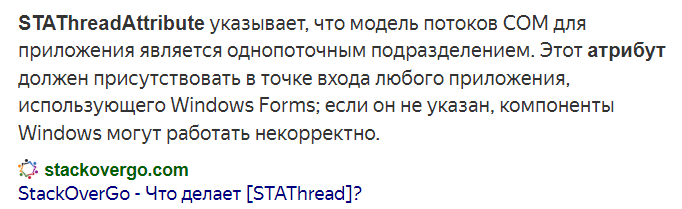 STAThreadAttribute указывает, что модель потоков COM для
приложения является однопоточным подразделением. Этот атрибут
должен присутствовать в точке входа любого приложения,
использующего Windows Forms; если он не указан, компоненты
Windows могут работать некорректно.
stackovergo.com
StackOverGo - Что делает [STAThread]?